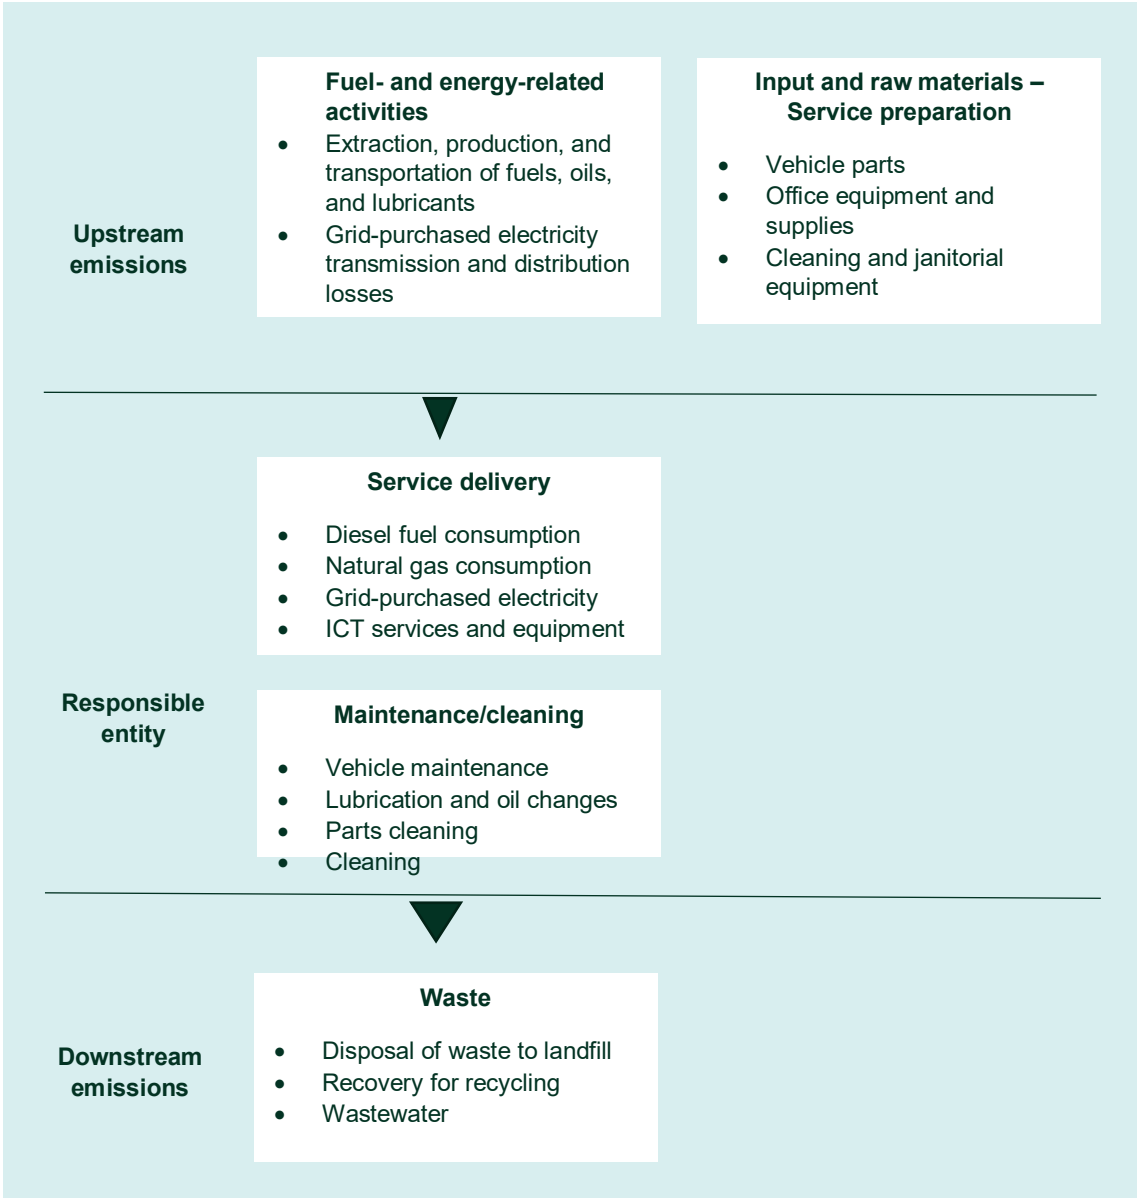 Upstream
emissions
Fuel- and energy-related
activities
• Extraction, production, and
transportation of fuels, oils,
and lubricants
• Grid-purchased electricity
transmission and distribution
losses
Input and raw materials –
Service preparation
• Vehicle parts
• Office equipment and
supplies
• Cleaning and janitorial
equipment
Responsible
entity
Service delivery
• Diesel fuel consumption
• Natural gas consumption
• Grid-purchased electricity
• ICT services and equipment
Maintenance/cleaning
• Vehicle maintenance
• Lubrication and oil changes
• Parts cleaning
• Cleaning
Downstream
emissions
Waste
• Disposal of waste to landfill
• Recovery for recycling
• Wastewater